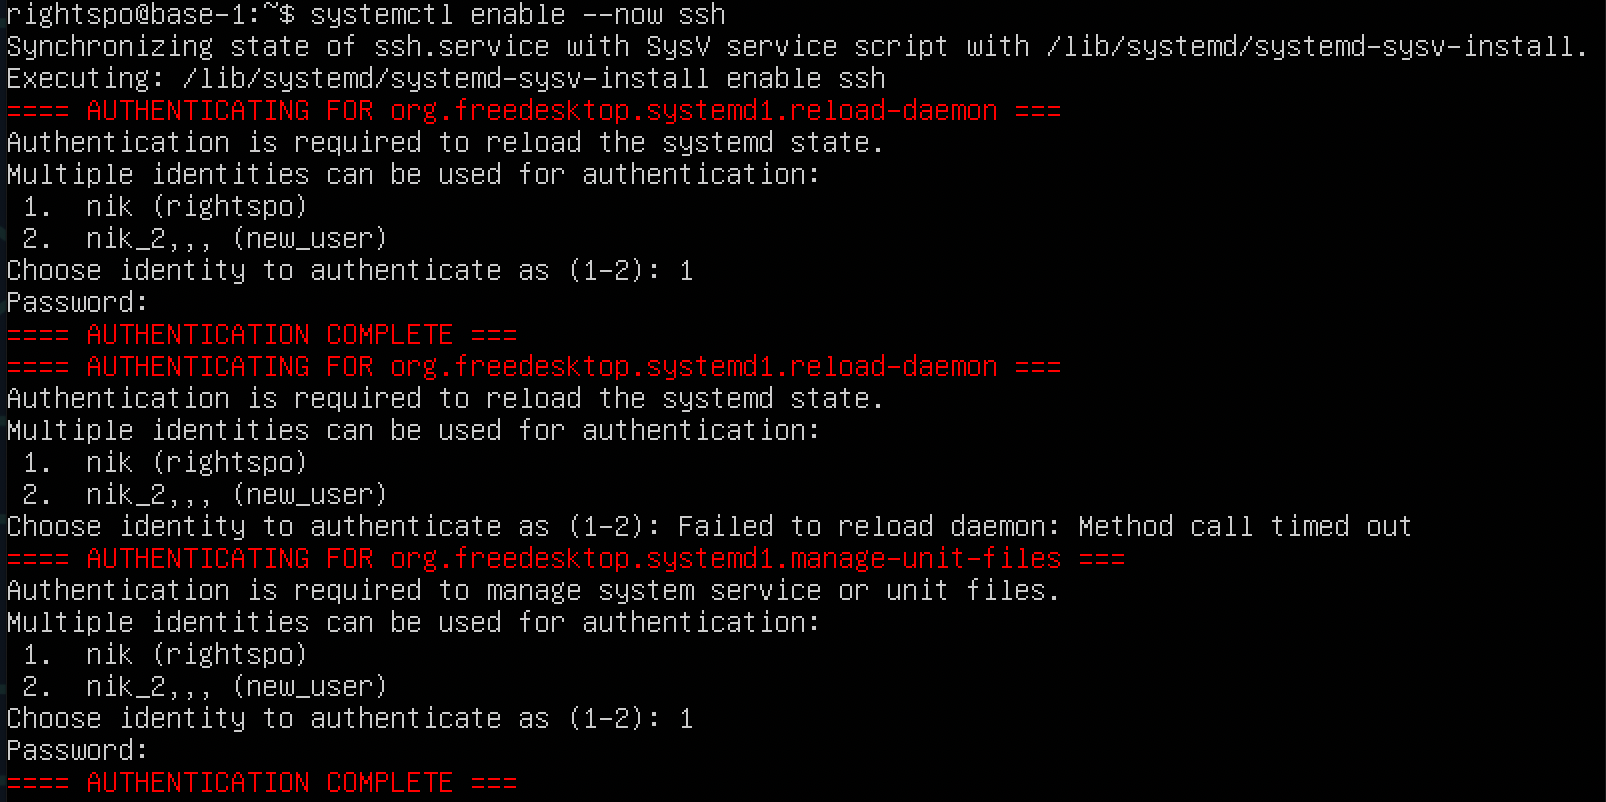 rightspo@base-1:~$ systemctl enable --now ssh
Synchronizing state of ssh.service with SysV service script with /lib/systemd/systemd-sysv-install.
Executing: /lib/systemd/systemd-sysv-install enable ssh
==== AUTHENTICATING FOR org.freedesktop.systemd1.reload-daemon ===
Authentication is required to reload the systemd state.
Multiple identities can be used for authentication:
 1.  nik (rightspo)
 2.  nik_2,,, (new_user)
Choose identity to authenticate as (1-2): 1
Password:
==== AUTHENTICATION COMPLETE ===
==== AUTHENTICATING FOR org.freedesktop.systemd1.reload-daemon ===
Authentication is required to reload the systemd state.
Multiple identities can be used for authentication:
 1.  nik (rightspo)
 2.  nik_2,,, (new_user)
Choose identity to authenticate as (1-2): Failed to reload daemon: Method call timed out
==== AUTHENTICATING FOR org.freedesktop.systemd1.manage-unit-files ===
Authentication is required to manage system service or unit files.
Multiple identities can be used for authentication:
 1.  nik (rightspo)
 2.  nik_2,,, (new_user)
Choose identity to authenticate as (1-2): 1
Password:
==== AUTHENTICATION COMPLETE ===